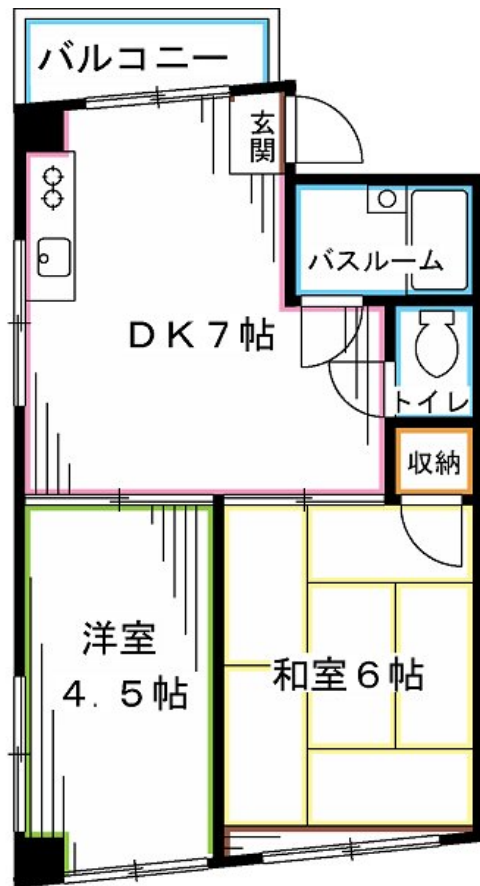 バルコニー
玄
関
バスルーム
DK7帖
トイレ
収納
洋室
4.5帖
和室6帖